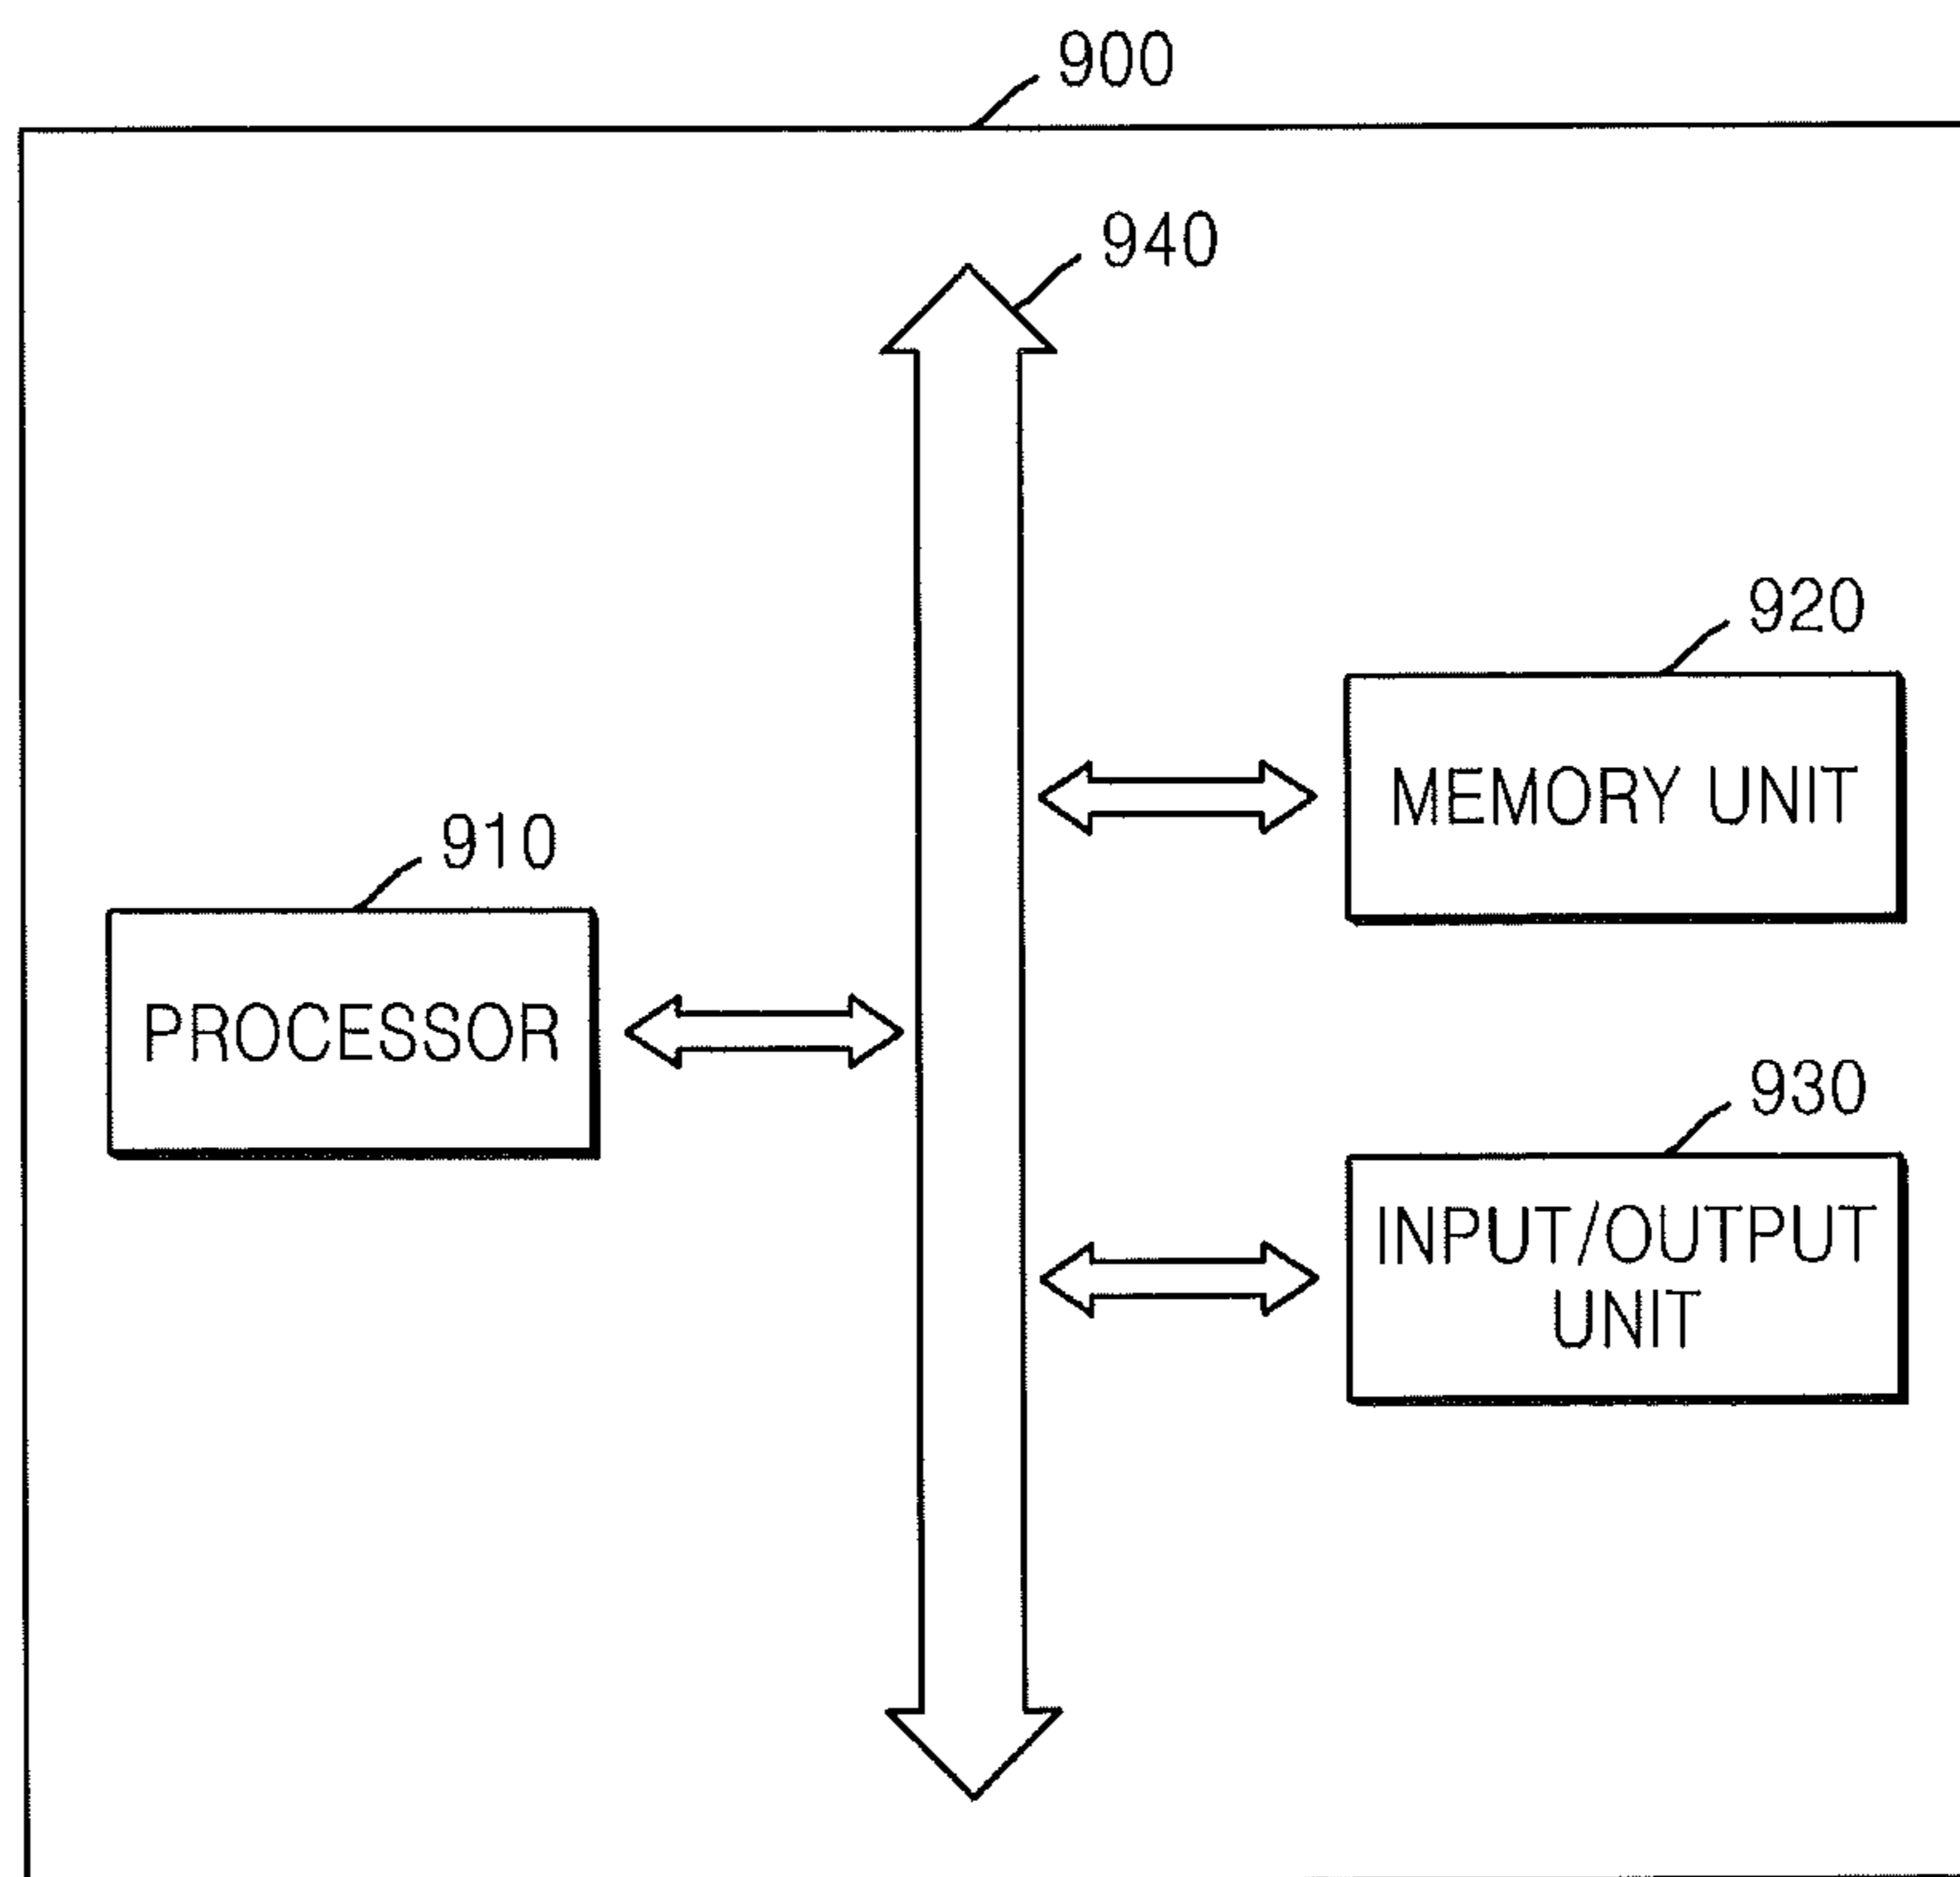 900
940
920
MEMORY UNIT
910
PROCESSOR
930
INPUT/OUTPUT
UNIT